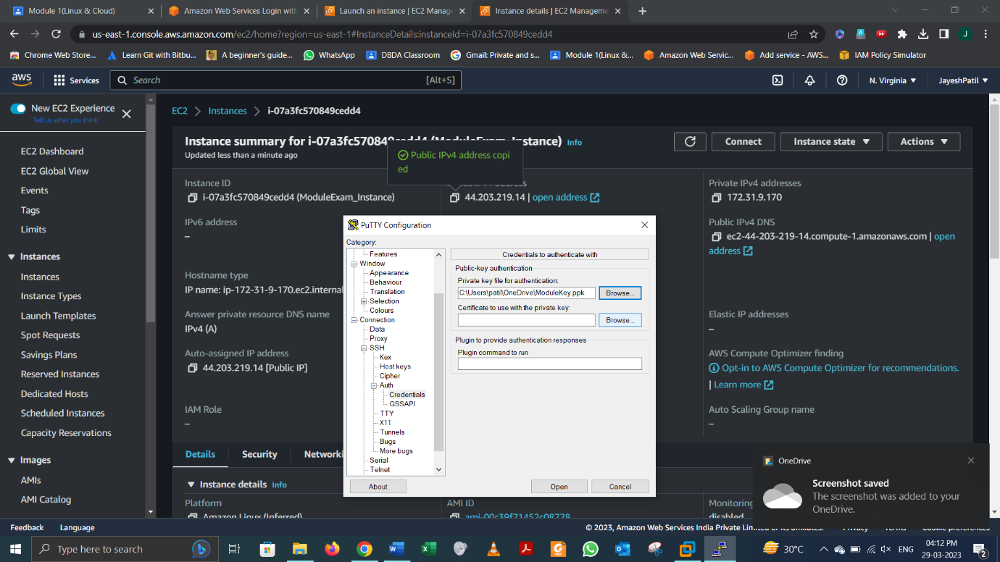 Module 1(Linux & Cloud)
Amazon Web Services Login with
Launch an instance | EC2 Manage
Instance details | EC2 Manageme
us-east-1.console.aws.amazon.com/ec2/home?region=us-east-1#InstanceDetails:instanceId=i-07a3fc570849cedd4
J
Chrome Web Store...
Learn Git with Bitbu...
A beginner's guide...
WhatsApp
DBDA Classroom
Gmail: Private and s...
Module 1(Linux &...
Amazon Web Servic...
Add service - AWS...
IAM Policy Simulator
aws
Services
Search
[Alt+S]
N. Virginia
JayeshPatil
New EC2 Experience
Tell us what you think
EC2 Dashboard
EC2 Global View
Events
Tags
Limits
Instances
Instances
Instance Types
Launch Templates
Spot Requests
Savings Plans
Reserved Instances
Dedicated Hosts
Scheduled Instances
Capacity Reservations
Images
AMIs
AMI Catalog
EC2
Instances
i-07a3fc570849cedd4
Instance summary for i-07a3fc570849cedd4 (ModuleExam_Instance)
Info
Updated less than a minute ago
Connect
Instance state
Actions
Public IPv4 address copi
ed
Instance ID
i-07a3fc570849cedd4 (ModuleExam_Instance)
44.203.219.14 | open address
Private IPv4 addresses
172.31.9.170
IPv6 address
–
Public IPv4 DNS
ec2-44-203-219-14.compute-1.amazonaws.com | open
address
Hostname type
IP name: ip-172-31-9-170.ec2.internal
Answer private resource DNS name
IPv4 (A)
Elastic IP addresses
–
Auto-assigned IP address
44.203.219.14 [Public IP]
AWS Compute Optimizer finding
Opt-in to AWS Compute Optimizer for recommendations.
| Learn more
IAM Role
–
Auto Scaling Group name
–
Details
Security
Networki
Instance details
Info
Platform
Amazon Linux (Inferred)
AMI ID
ami-00c39f71452c08778
Monitoring
disabled
PuTTY Configuration
Category:
Features
Window
Appearance
Behaviour
Translation
Selection
Colours
Connection
Data
Proxy
SSH
Kex
Host keys
Cipher
Auth
Credentials
GSSAPI
TTY
X11
Tunnels
Bugs
More bugs
Serial
Telnet
Credentials to authenticate with
Public-key authentication
Private key file for authentication:
C:\Users\patil\OneDrive\ModuleKey.ppk
Browse...
Certificate to use with the private key:
Browse...
Plugin to provide authentication responses
Plugin command to run
About
Open
Cancel
OneDrive
Screenshot saved
The screenshot was added to your
OneDrive.
Feedback
Language
© 2023, Amazon Web Services India Private Limited or its affiliates.
Privacy
Terms
Cookie preferences
Type here to search
30°C
ENG
04:12 PM
29-03-2023
2